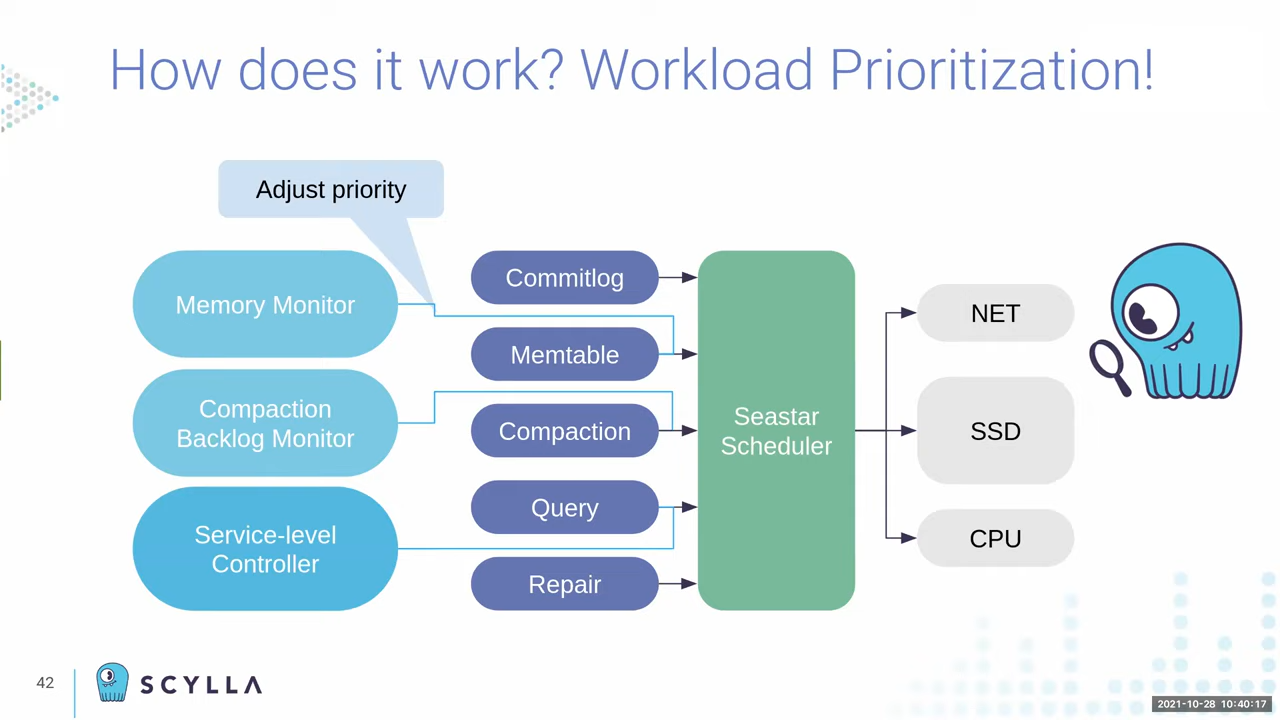 How does it work? Workload Prioritization!
Adjust priority
Memory Monitor
Compaction
Backlog Monitor
Service-level
Controller
Commitlog
Memtable
Compaction
Query
Repair
Seastar
Scheduler
NET
SSD
CPU
42
SCYLLA
2021-10-28 10:40:17